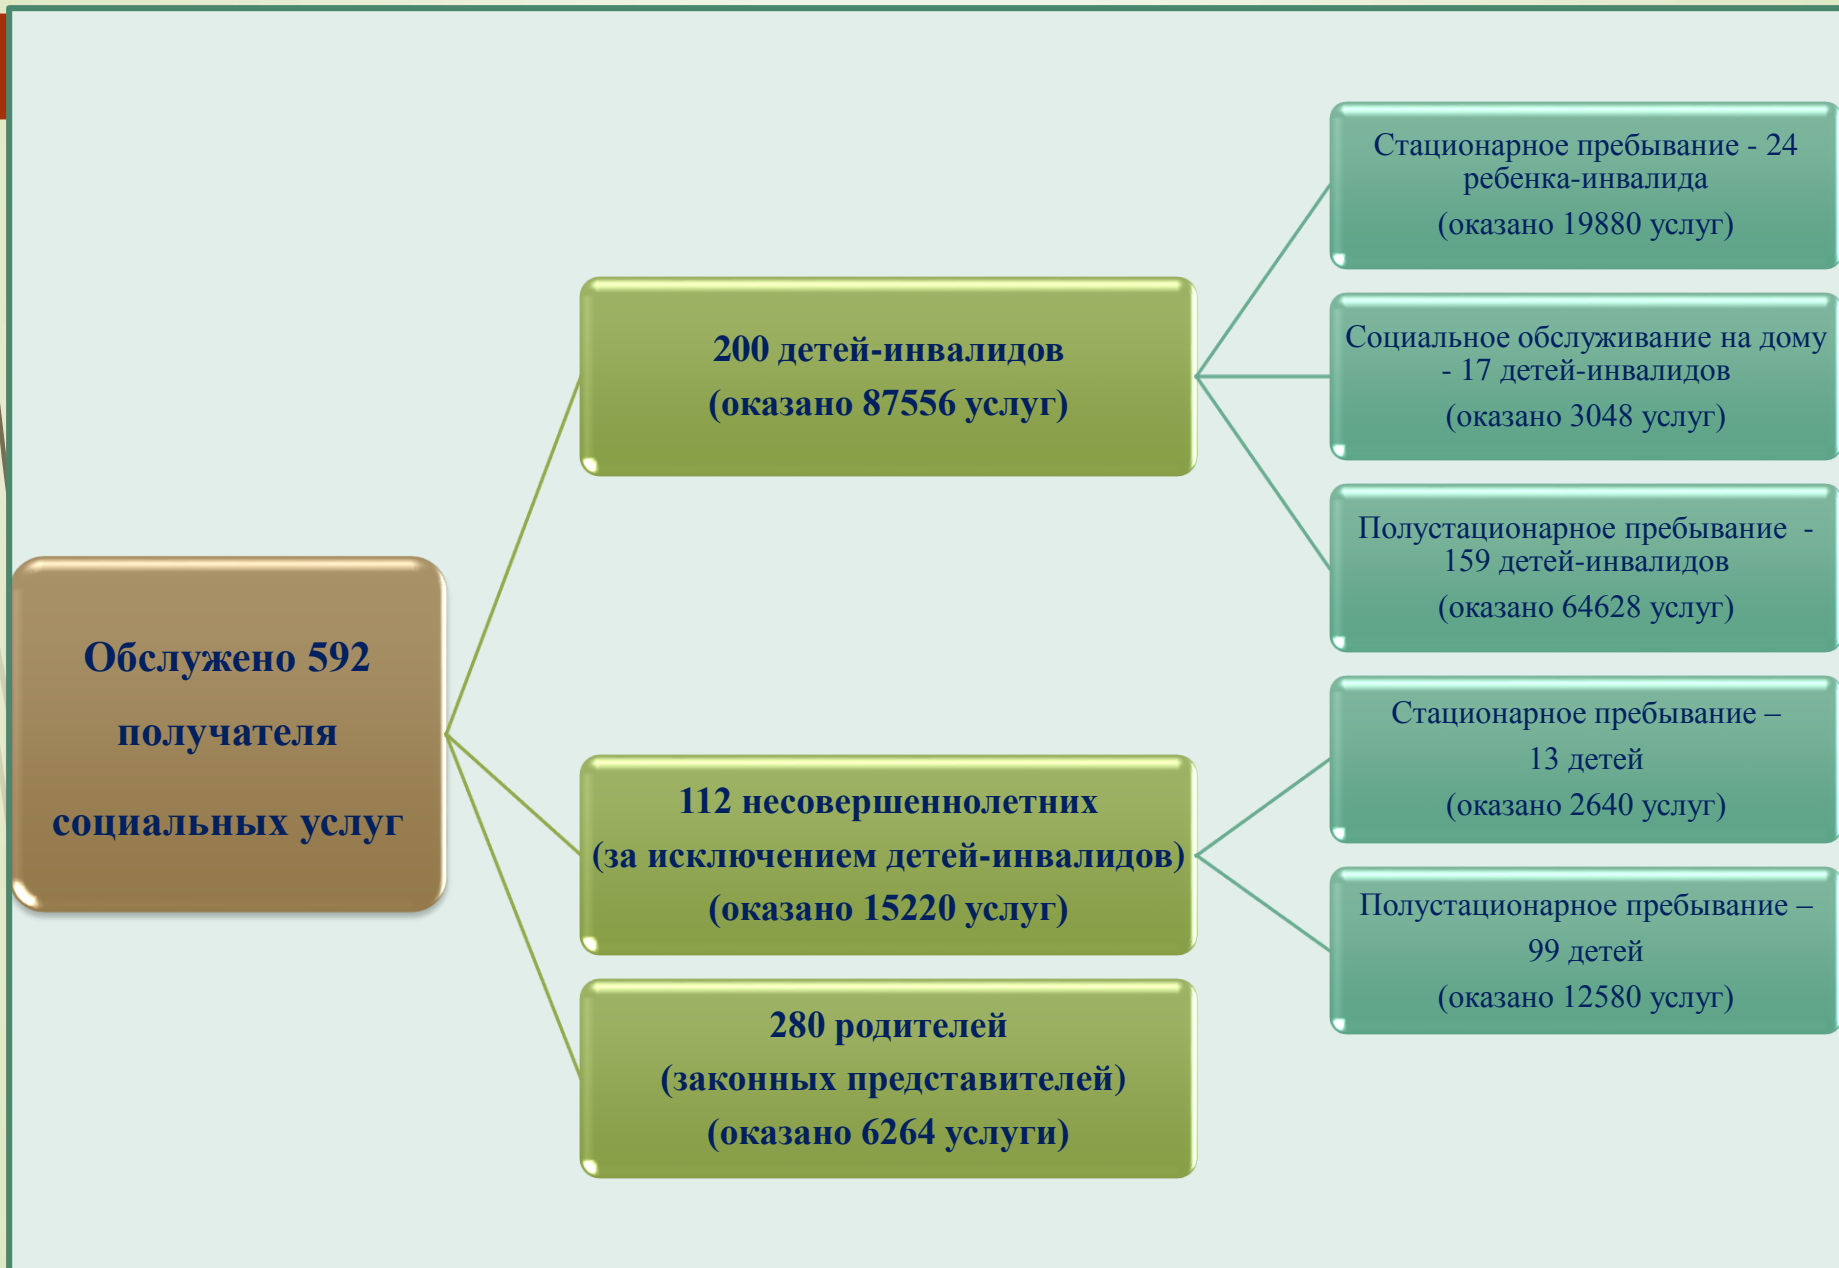 Обслужено 592
получателя
социальных услуг
200 детей-инвалидов
(оказано 87556 услуг)
112 несовершеннолетних
(за исключением детей-инвалидов)
(оказано 15220 услуг)
280 родителей
(законных представителей)
(оказано 6264 услуги)
Стационарное пребывание - 24
ребенка-инвалида
(оказано 19880 услуг)
Социальное обслуживание на дому
- 17 детей-инвалидов
(оказано 3048 услуг)
Полустационарное пребывание -
159 детей-инвалидов
(оказано 64628 услуг)
Стационарное пребывание –
13 детей
(оказано 2640 услуг)
Полустационарное пребывание –
99 детей
(оказано 12580 услуг)